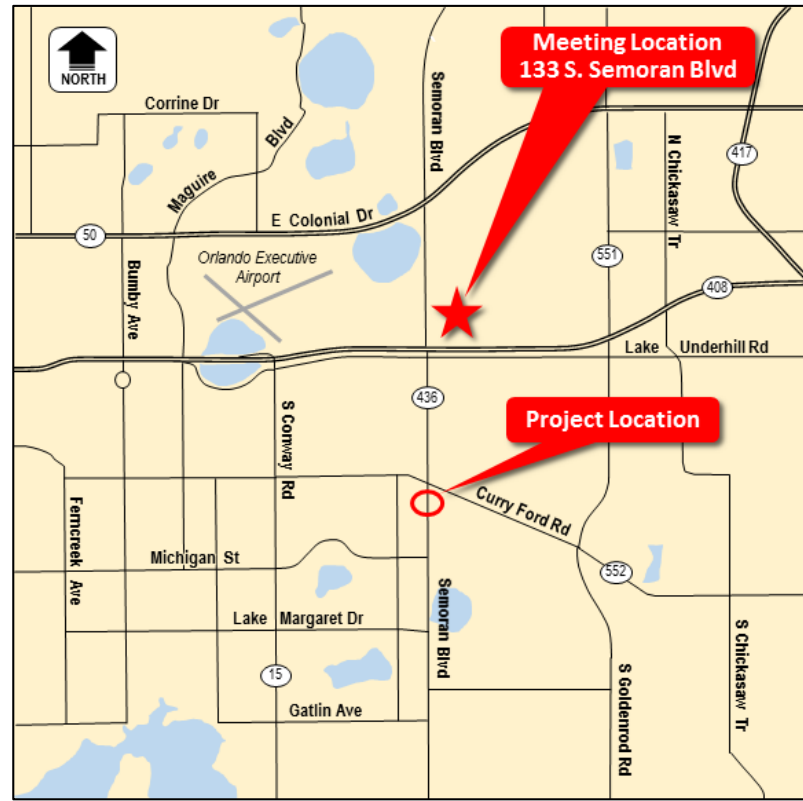 NORTH
Meeting Location
133 S. Semoran Blvd
Corrine Dr
Maguire Blvd
Semoran Blvd
N Chickasaw Tr
417
E Colonial Dr
50
Orlando Executive
Airport
Bumby Ave
551
408
Lake Underhill Rd
436
S Conway Rd
Project Location
Curry Ford Rd
Ferncreek Ave
Michigan St
552
Semoran Blvd
Lake Margaret Dr
S Chickasaw Tr
15
S Goldenrod Rd
Gatlin Ave